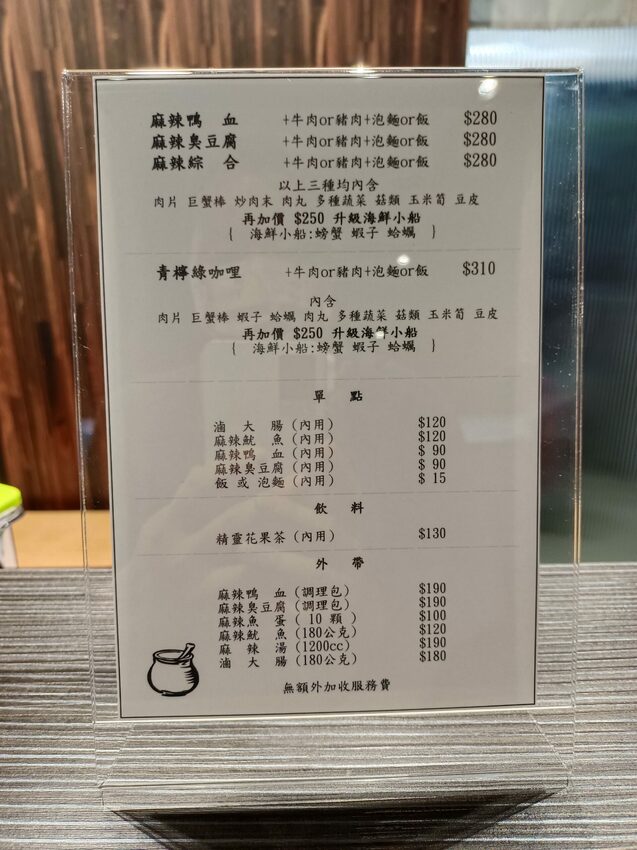 麻辣鴨 血 +牛肉or豬肉+泡麵or飯 $280
麻辣臭豆腐 +牛肉or豬肉+泡麵or飯 $280
麻辣綜 合 +牛肉or豬肉+泡麵or飯 $280
以上三種均內含
肉片 巨蟹棒 炒肉末 肉丸 多種蔬菜 菇類 玉米筍 豆皮
再加價 $250 升級海鮮小船
{ 海鮮小船:螃蟹 蝦子 蛤蠣 }
青檸綠咖哩 +牛肉or豬肉+泡麵or飯 $310
內含
肉片 巨蟹棒 蝦子 蛤蠣 肉丸 多種蔬菜 菇類 玉米筍 豆皮
再加價 $250 升級海鮮小船
{ 海鮮小船:螃蟹 蝦子 蛤蠣 }
單 點
滷 大 腸(內用) $120
麻辣魷 魚(內用) $120
麻辣鴨 血(內用) $ 90
麻辣臭豆腐(內用) $ 90
飯 或 泡麵(內用) $ 15
飲 料
精靈花果茶(內用) $130
外 帶
麻辣鴨 血(調理包) $190
麻辣臭豆腐(調理包) $190
麻辣魚 蛋( 10 顆 ) $100
麻辣魷 魚(180公克) $120
麻 辣 湯(1200cc) $190
滷 大 腸(180公克) $180
無額外加收服務費